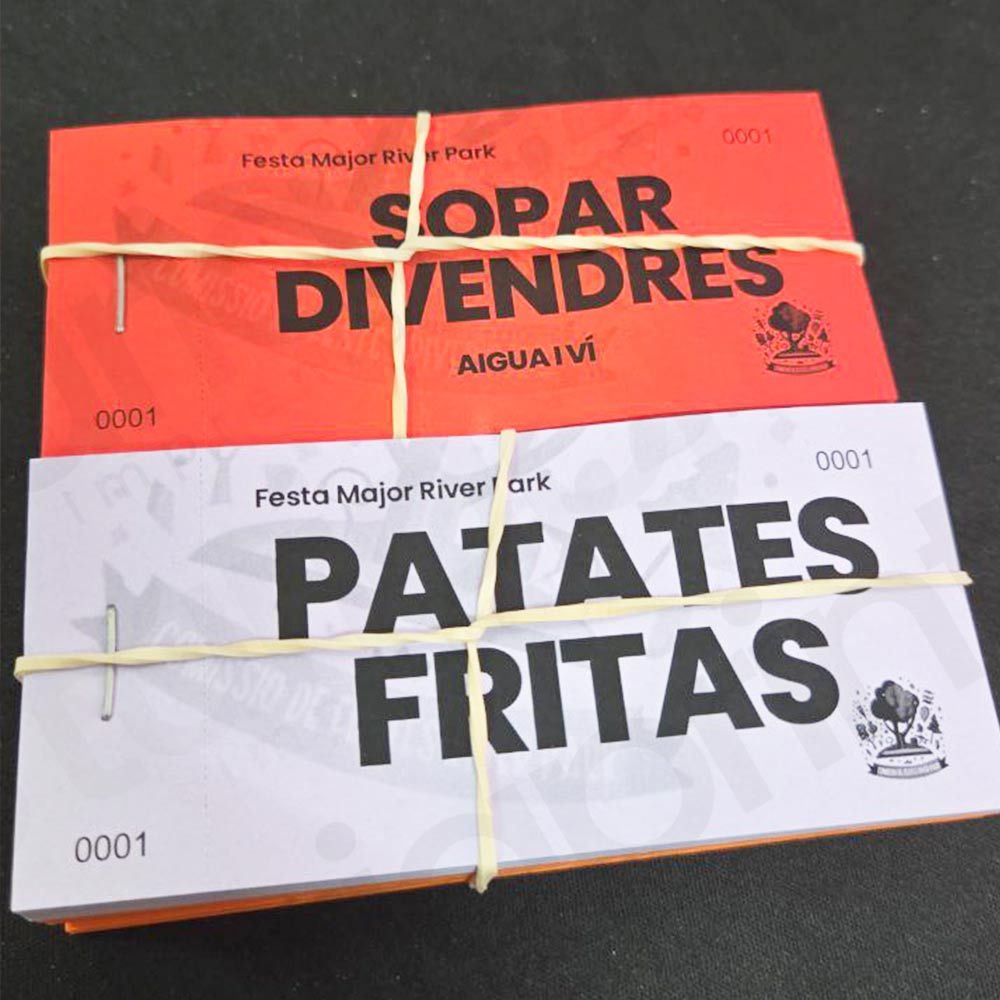 Festa Major River Park
0001
SOPAR
DIVENDRES
AIGUA I VÍ
0001
Festa Major River Park
0001
PATATES
FRITAS
0001